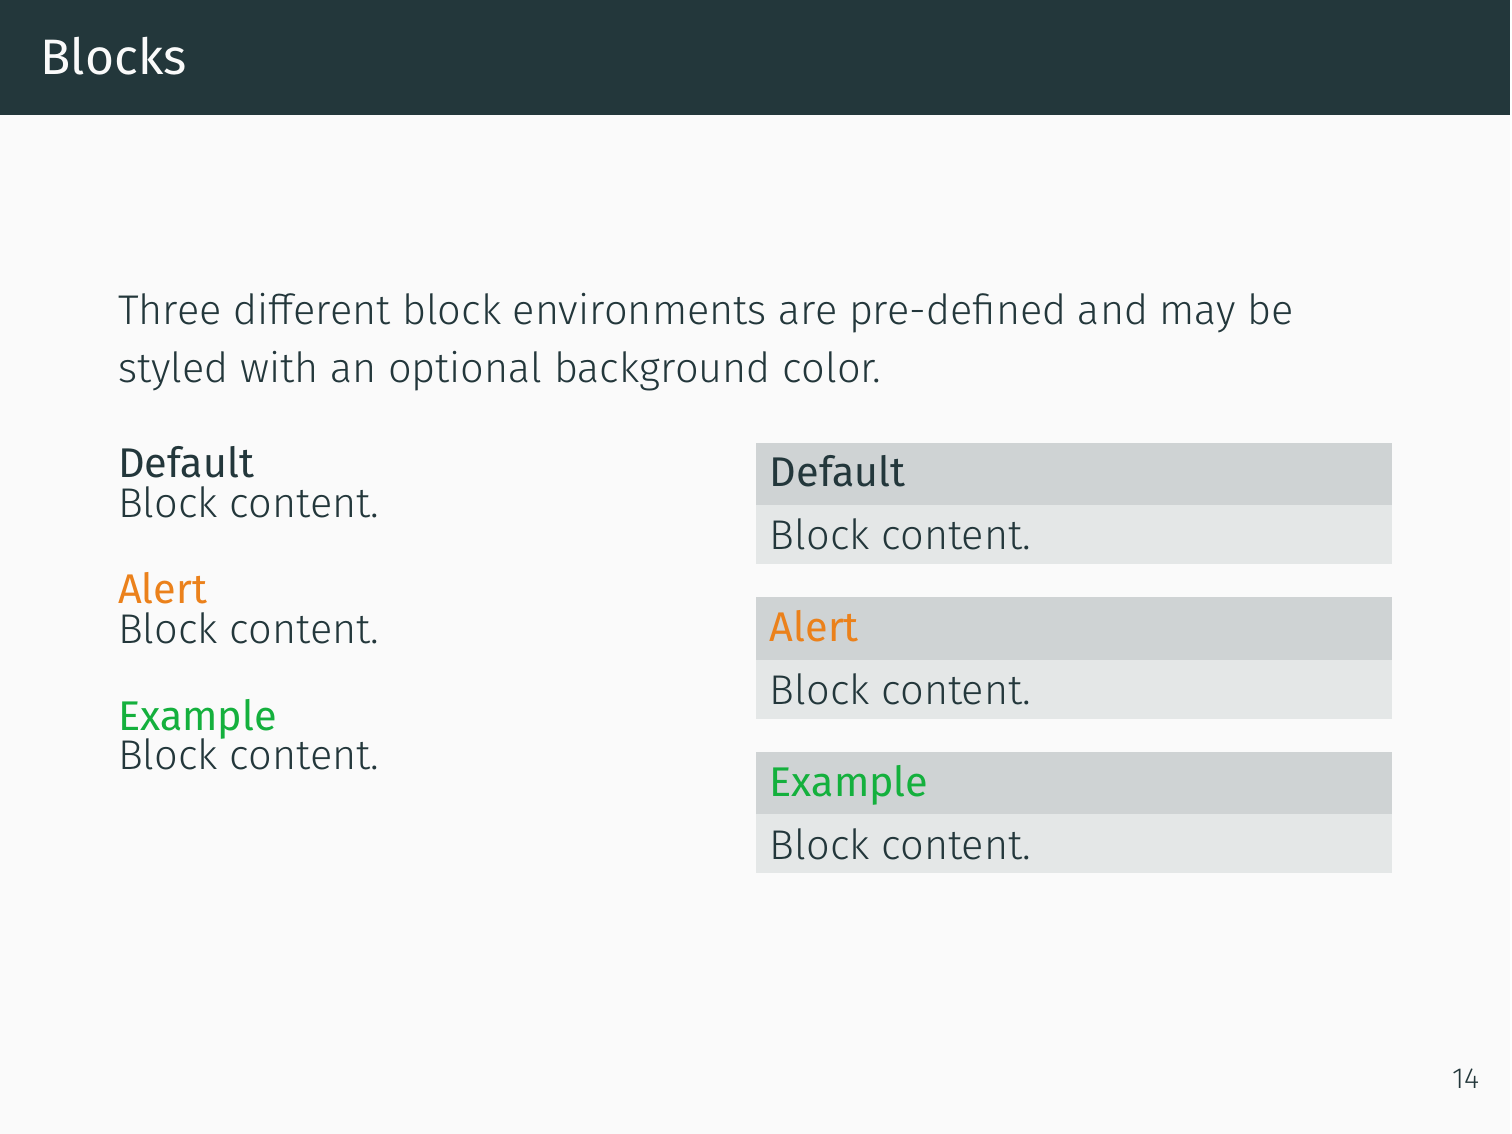 Blocks
Three different block environments are pre-defined and may be
styled with an optional background color.
Default
Block content.
Alert
Block content.
Example
Block content.
Default
Block content.
Alert
Block content.
Example
Block content.
14